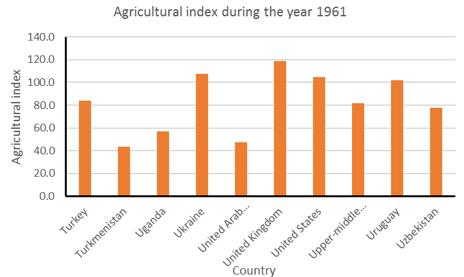 Agricultural index during the year 1961
Agricultural index
140.0
120.0
100.0
80.0
60.0
40.0
20.0
0.0
Turkey
Turkmenistan
Uganda
Ukraine
United Arab...
United Kingdom
United States
Upper-middle...
Uruguay
Uzbekistan
Country